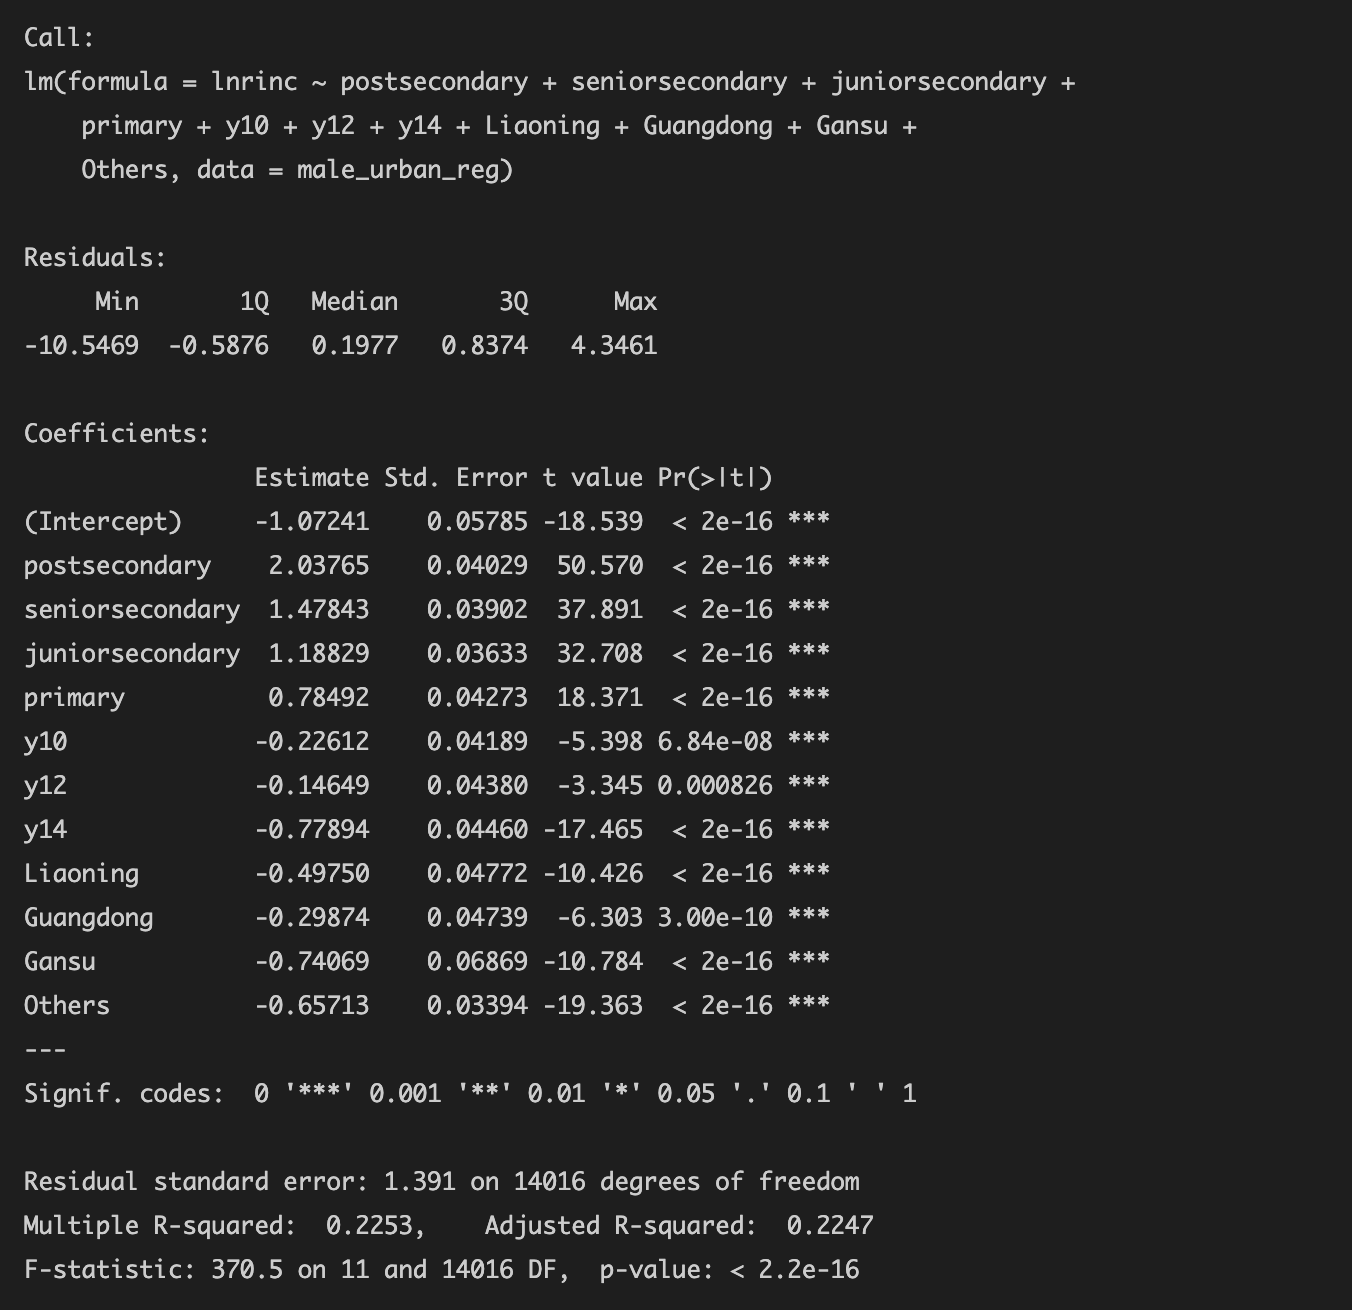 Call:
lm(formula = lnrinc ~ postsecondary + seniorsecondary + juniorsecondary +
    primary + y10 + y12 + y14 + Liaoning + Guangdong + Gansu +
    Others, data = male_urban_reg)
Residuals:
     Min       1Q   Median       3Q      Max
-10.5469  -0.5876   0.1977   0.8374   4.3461
Coefficients:
                Estimate Std. Error t value Pr(>|t|)
(Intercept)     -1.07241    0.05785 -18.539  < 2e-16 ***
postsecondary    2.03765    0.04029  50.570  < 2e-16 ***
seniorsecondary  1.47843    0.03902  37.891  < 2e-16 ***
juniorsecondary  1.18829    0.03633  32.708  < 2e-16 ***
primary          0.78492    0.04273  18.371  < 2e-16 ***
y10             -0.22612    0.04189  -5.398 6.84e-08 ***
y12             -0.14649    0.04380  -3.345 0.000826 ***
y14             -0.77894    0.04460 -17.465  < 2e-16 ***
Liaoning        -0.49750    0.04772 -10.426  < 2e-16 ***
Guangdong       -0.29874    0.04739  -6.303 3.00e-10 ***
Gansu           -0.74069    0.06869 -10.784  < 2e-16 ***
Others          -0.65713    0.03394 -19.363  < 2e-16 ***
---
Signif. codes:  0 '***' 0.001 '**' 0.01 '*' 0.05 '.' 0.1 ' ' 1
Residual standard error: 1.391 on 14016 degrees of freedom
Multiple R-squared:  0.2253,    Adjusted R-squared:  0.2247
F-statistic: 370.5 on 11 and 14016 DF,  p-value: < 2.2e-16